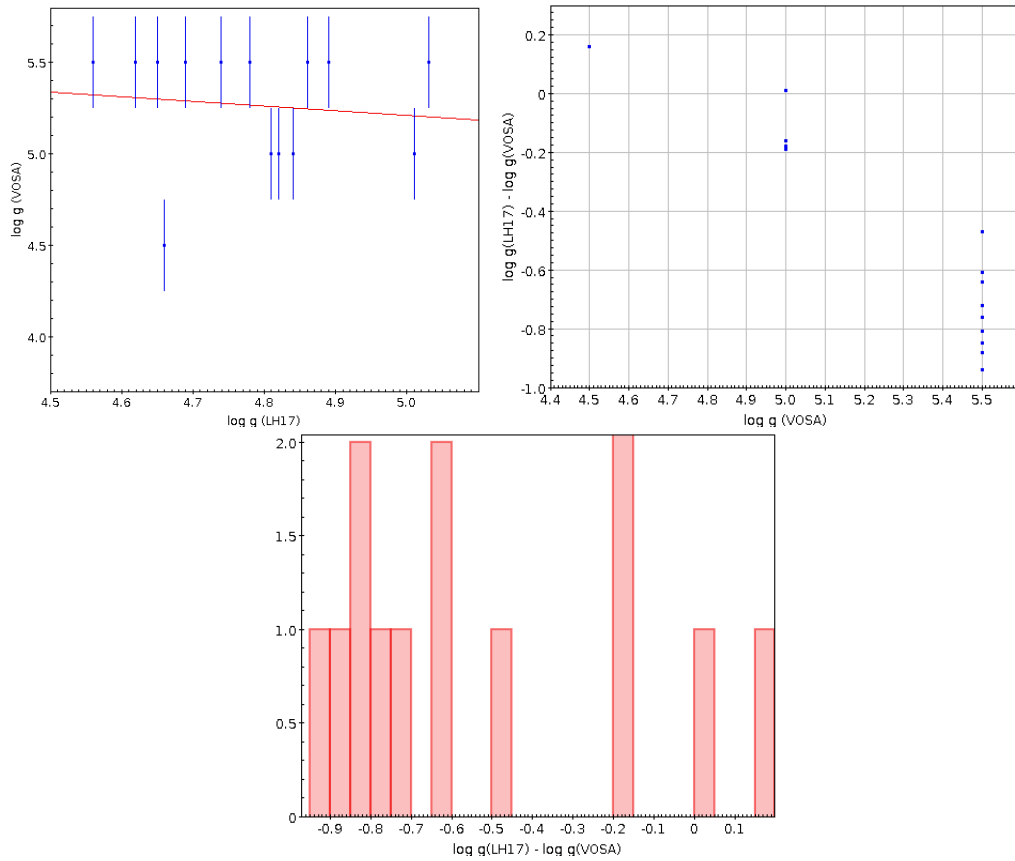 5.5
5.0
4.5
4.0
log g (VOSA)
4.5 4.6 4.7 4.8 4.9 5.0
log g (LH17)
0.2
0
-0.2
-0.4
-0.6
-0.8
-1.0
log g(LH17) - log g(VOSA)
4.4 4.5 4.6 4.7 4.8 4.9 5.0 5.1 5.2 5.3 5.4 5.5
log g (VOSA)
2.0
1.5
1.0
0.5
0
-0.9 -0.8 -0.7 -0.6 -0.5 -0.4 -0.3 -0.2 -0.1 0 0.1
log g(LH17) - log g(VOSA)